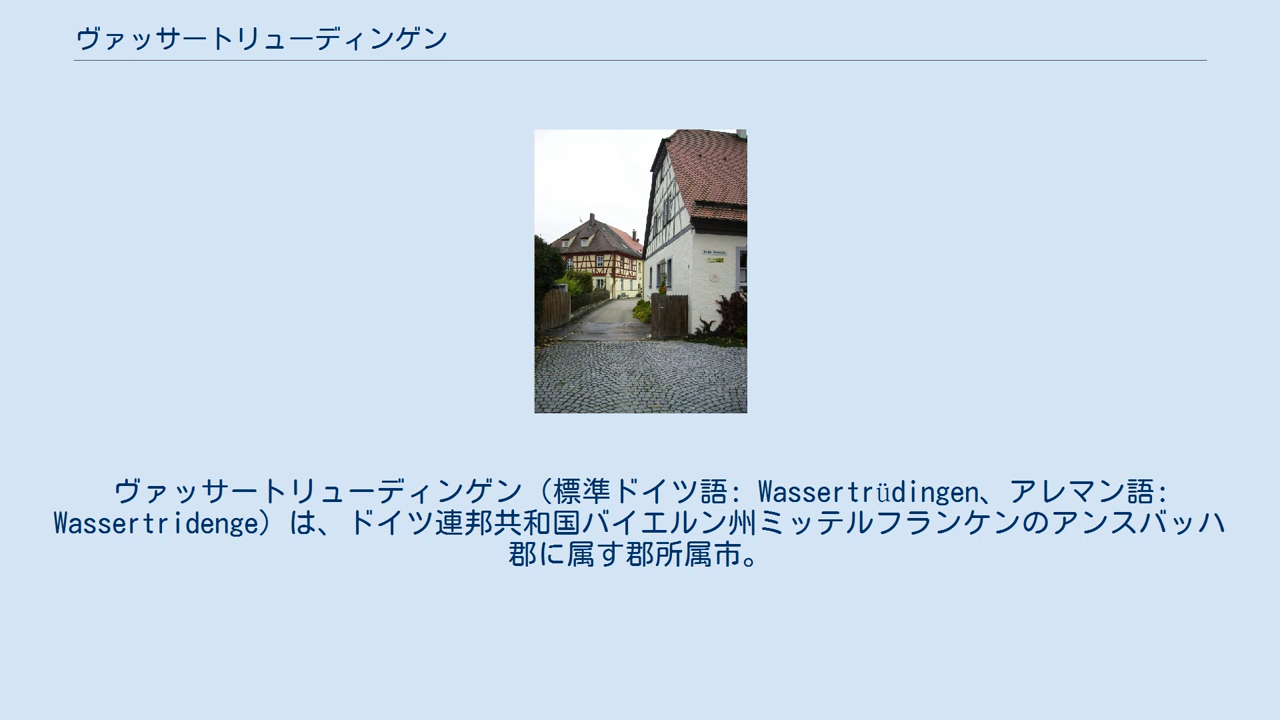 ヴァッサートリューディンゲン
ヴァッサートリューディンゲン（標準ドイツ語: Wassertrüdingen、アレマン語:
Wassertridenge）は、ドイツ連邦共和国バイエルン州ミッテルフランケンのアンスバッハ
郡に属す郡所属市。